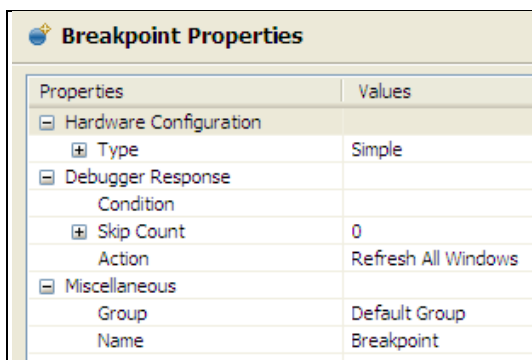 Breakpoint Properties
Properties Values
Hardware Configuration
Type Simple
Debugger Response
Condition
Skip Count 0
Action Refresh All Windows
Miscellaneous
Group Default Group
Name Breakpoint